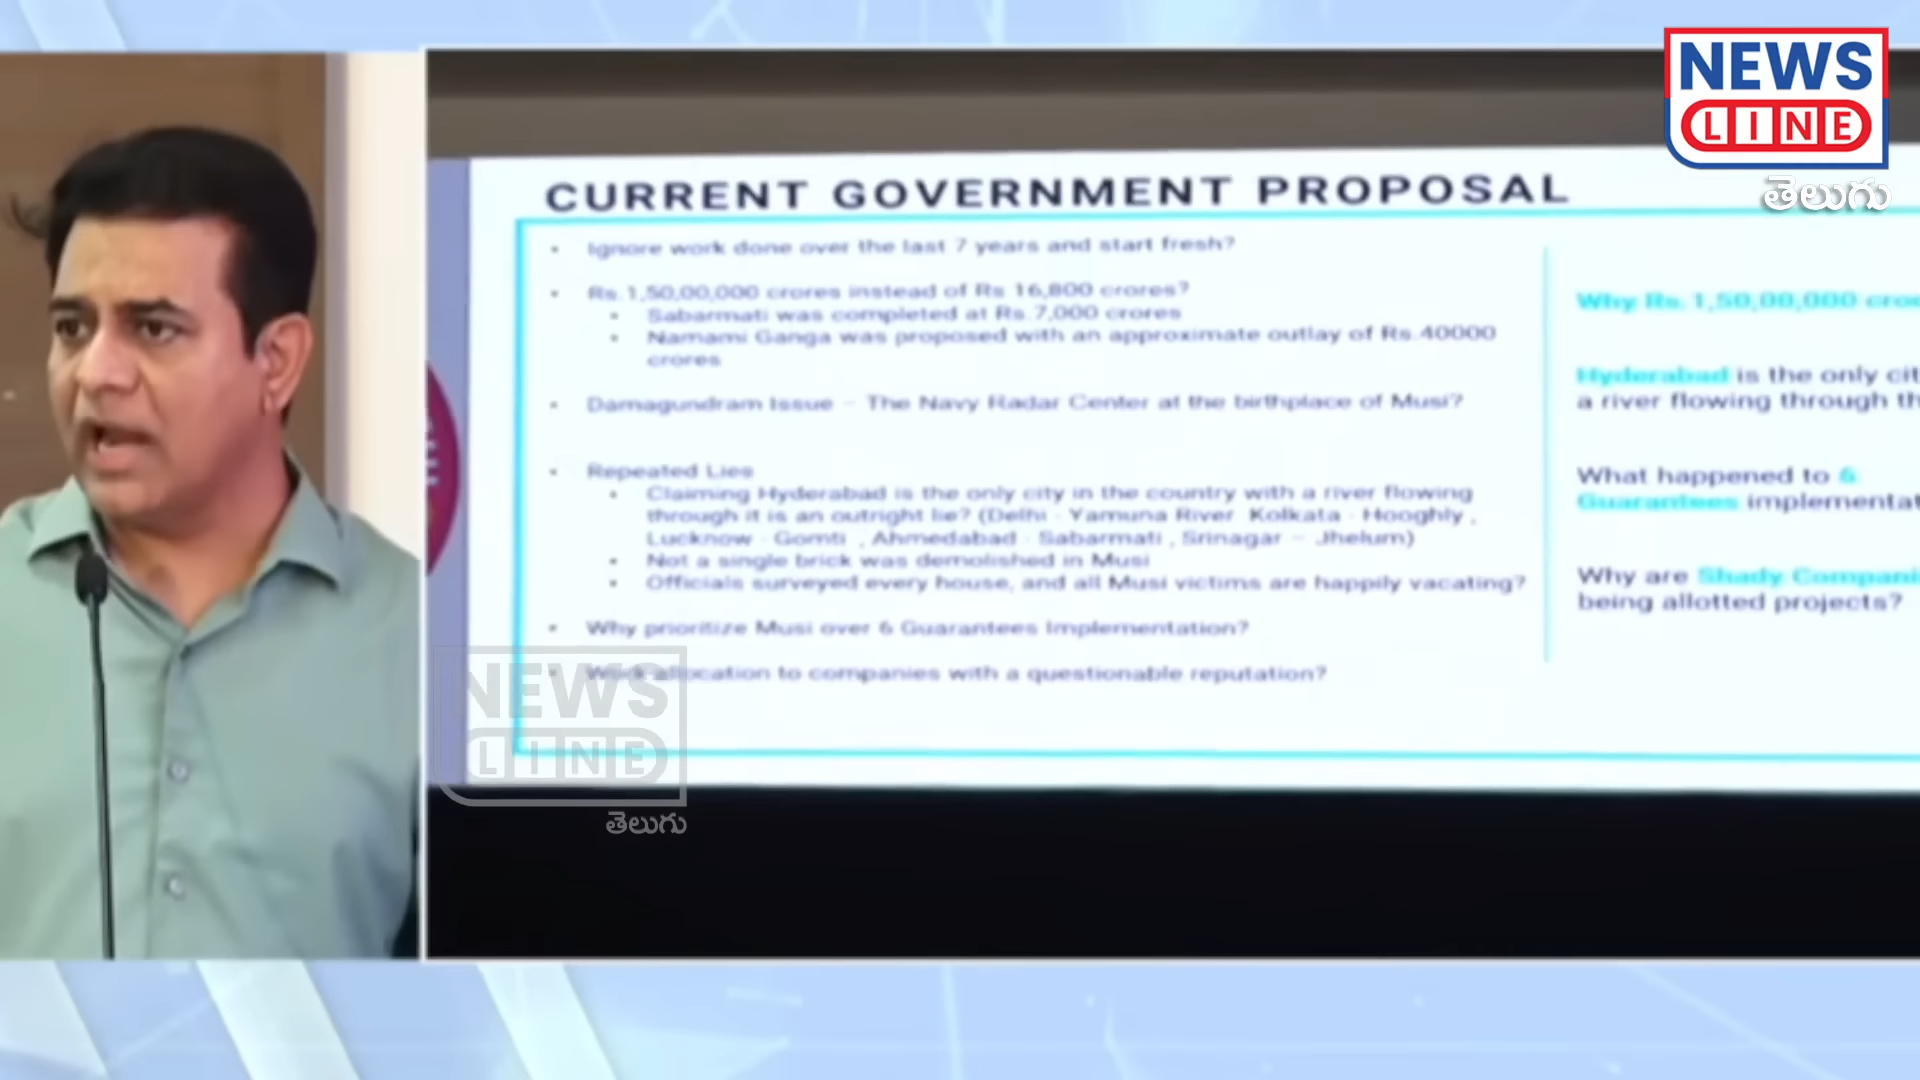 NEWS
LINE
తెలుగు
CURRENT GOVERNMENT PROPOSAL
• Ignore work done over the last 7 years and start fresh?
• Rs.1,50,00,000 crores instead of Rs 16,800 crores?
• Sabarmati was completed at Rs.7,000 crores
• Namami Ganga was proposed with an approximate outlay of Rs.40000
crores
• Damagundram Issue – The Navy Radar Center at the birthplace of Musi?
• Repeated Lies
• Claiming Hyderabad is the only city in the country with a river flowing
through it is an outright lie? (Delhi - Yamuna River Kolkata - Hooghly ,
Lucknow - Gomti , Ahmedabad - Sabarmati , Srinagar – Jhelum)
• Not a single brick was demolished in Musi
• Officials surveyed every house, and all Musi victims are happily vacating?
• Why prioritize Musi over 6 Guarantees Implementation?
• Work allocation to companies with a questionable reputation?
Why Rs.1,50,00,000
Hyderabad is the only
a river flowing through
What happened to 6
Guarantees
Why are Shady
being allotted projects?
NEWS
LINE
తెలుగు